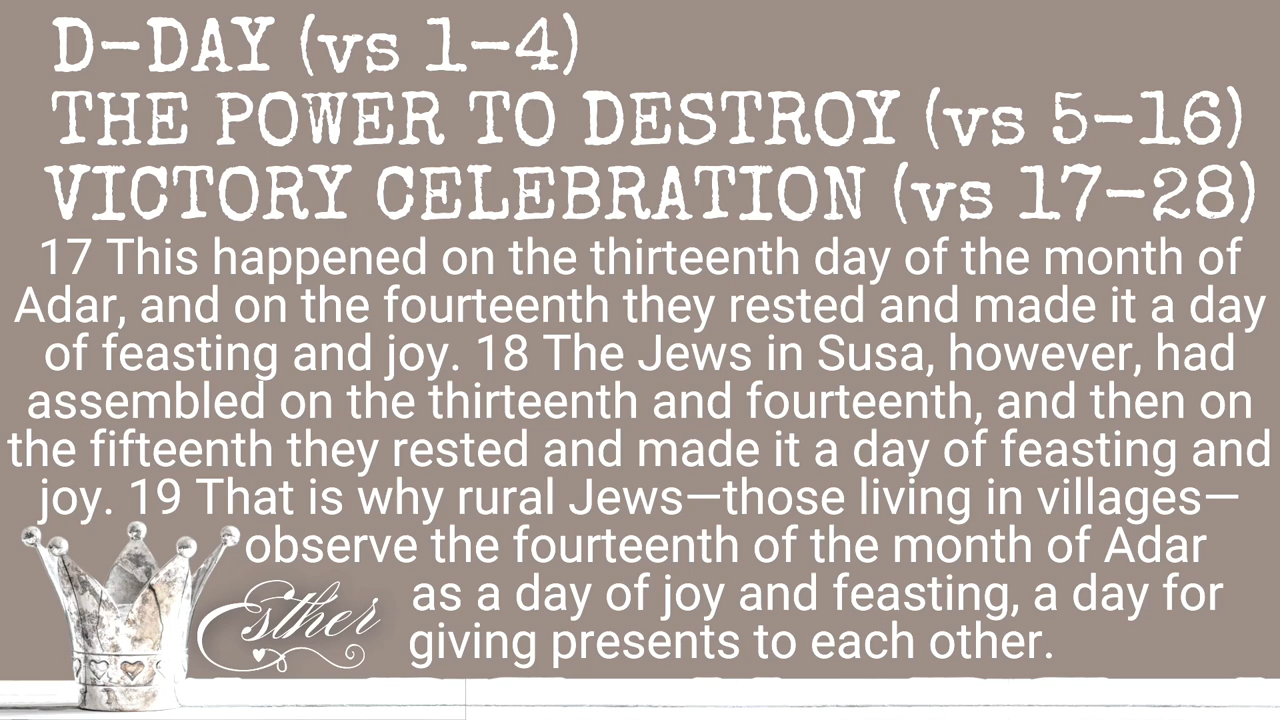 D-DAY (vs 1-4)
THE POWER TO DESTROY (vs 5-16)
VICTORY CELEBRATION (vs 17-28)
17 This happened on the thirteenth day of the month of
Adar, and on the fourteenth they rested and made it a day
of feasting and joy. 18 The Jews in Susa, however, had
assembled on the thirteenth and fourteenth, and then on
the fifteenth they rested and made it a day of feasting and
joy. 19 That is why rural Jews—those living in villages—
observe the fourteenth of the month of Adar
as a day of joy and feasting, a day for
giving presents to each other.
Esther